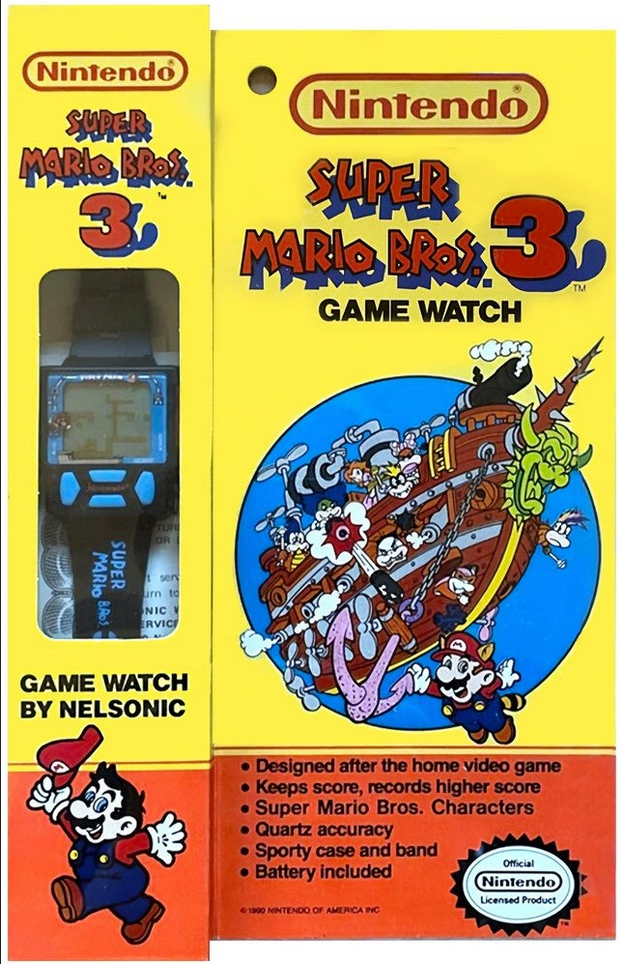 Nintendo®
SUPER
MARIO BROS.
3
TM
SUPER
MARIO BROS.
GAME WATCH
BY NELSONIC
Nintendo®
SUPER
MARIO BROS. 3
TM
GAME WATCH
• Designed after the home video game
• Keeps score, records higher score
• Super Mario Bros. Characters
• Quartz accuracy
• Sporty case and band
• Battery included
©1990 NINTENDO OF AMERICA INC
Official
Nintendo
Licensed Product
TM